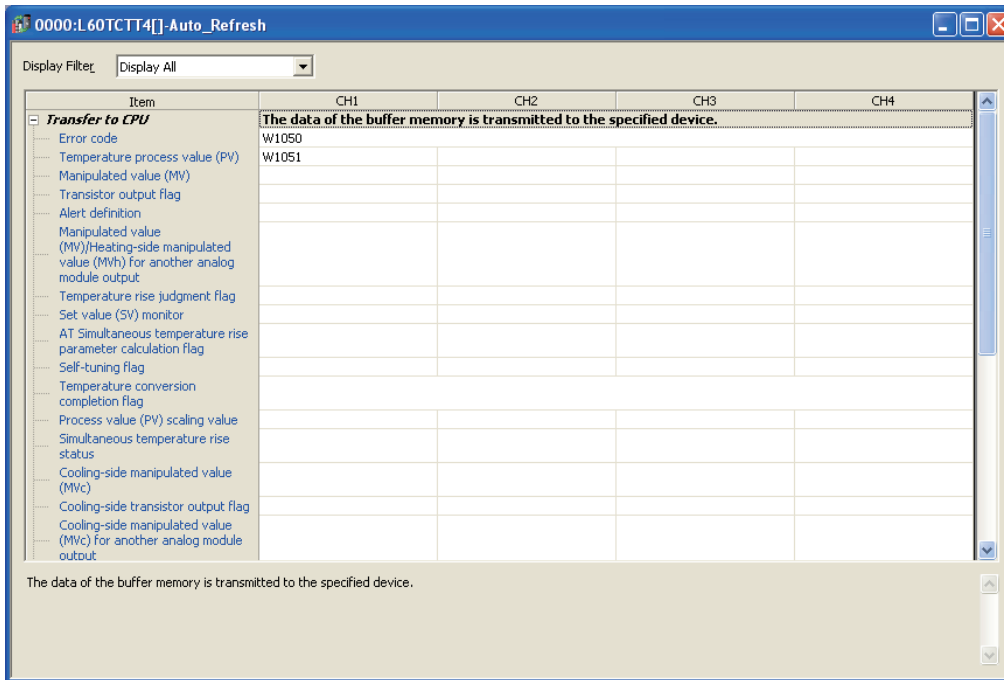 0000:L60TCTT4[]-Auto_Refresh
Display Filter Display All
Item CH1 CH2 CH3 CH4
Transfer to CPU The data of the buffer memory is transmitted to the specified device.
Error code W1050
Temperature process value (PV) W1051
Manipulated value (MV)
Transistor output flag
Alert definition
Manipulated value
(MV)/Heating-side manipulated
value (MVh) for another analog
module output
Temperature rise judgment flag
Set value (SV) monitor
AT Simultaneous temperature rise
parameter calculation flag
Self-tuning flag
Temperature conversion
completion flag
Process value (PV) scaling value
Simultaneous temperature rise
status
Cooling-side manipulated value
(MVc)
Cooling-side transistor output flag
Cooling-side manipulated value
(MVc) for another analog module
output
The data of the buffer memory is transmitted to the specified device.